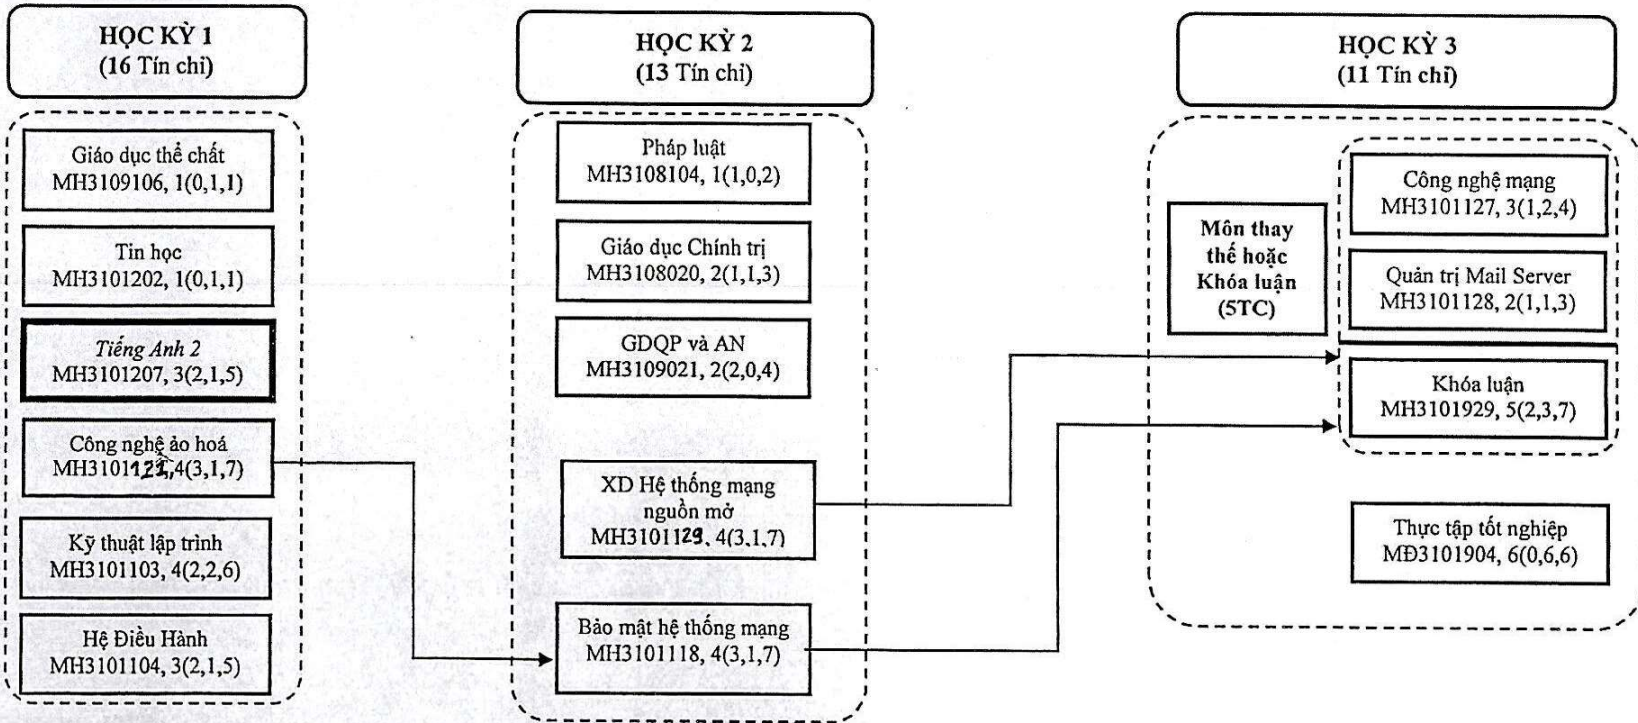 HỌC KỲ 1
(16 Tín chỉ)
Giáo dục thể chất
MH3109106, 1(0,1,1)
Tin học
MH3101202, 1(0,1,1)
Tiếng Anh 2
MH3101207, 3(2,1,5)
Công nghệ ảo hoá
MH3101121,4(3,1,7)
Kỹ thuật lập trình
MH3101103, 4(2,2,6)
Hệ Điều Hành
MH3101104, 3(2,1,5)
HỌC KỲ 2
(13 Tín chỉ)
Pháp luật
MH3108104, 1(1,0,2)
Giáo dục Chính trị
MH3108020, 2(1,1,3)
GDQP và AN
MH3109021, 2(2,0,4)
XD Hệ thống mạng
nguồn mở
MH3101129, 4(3,1,7)
Bảo mật hệ thống mạng
MH3101118, 4(3,1,7)
HỌC KỲ 3
(11 Tín chỉ)
Môn thay
thế hoặc
Khóa luận
(5TC)
Công nghệ mạng
MH3101127, 3(1,2,4)
Quản trị Mail Server
MH3101128, 2(1,1,3)
Khóa luận
MH3101929, 5(2,3,7)
Thực tập tốt nghiệp
MĐ3101904, 6(0,6,6)